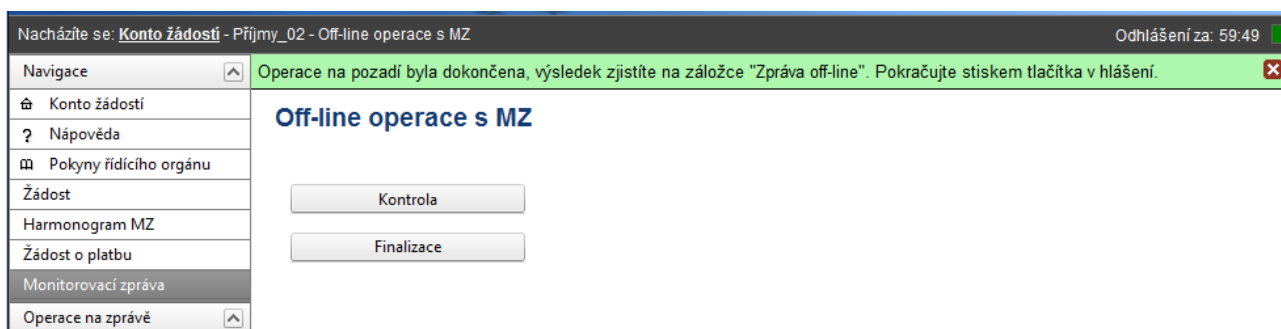 Nacházíte se: Konto žádostí - Příjmy_02 - Off-line operace s MZ
Odhlášení za: 59:49
Navigace
Operace na pozadí byla dokončena, výsledek zjistíte na záložce "Zpráva off-line". Pokračujte stiskem tlačítka v hlášení.
Konto žádostí
Nápověda
Pokyny řídícího orgánu
Žádost
Harmonogram MZ
Žádost o platbu
Monitorovací zpráva
Operace na zprávě
Off-line operace s MZ
Kontrola
Finalizace